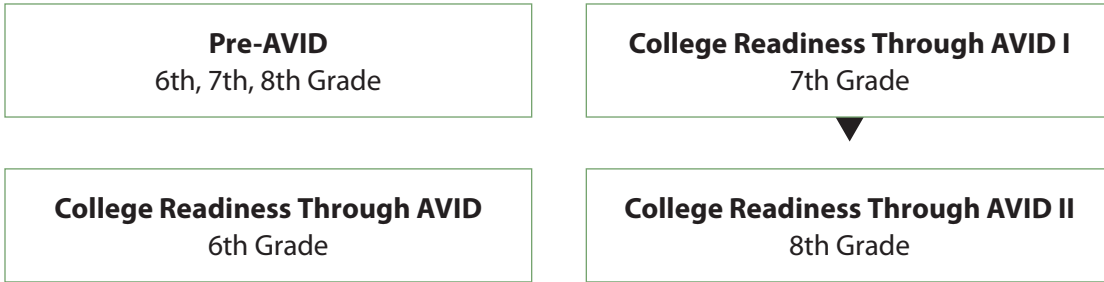 Pre-AVID
6th, 7th, 8th Grade
College Readiness Through AVID I
7th Grade
College Readiness Through AVID
6th Grade
College Readiness Through AVID II
8th Grade